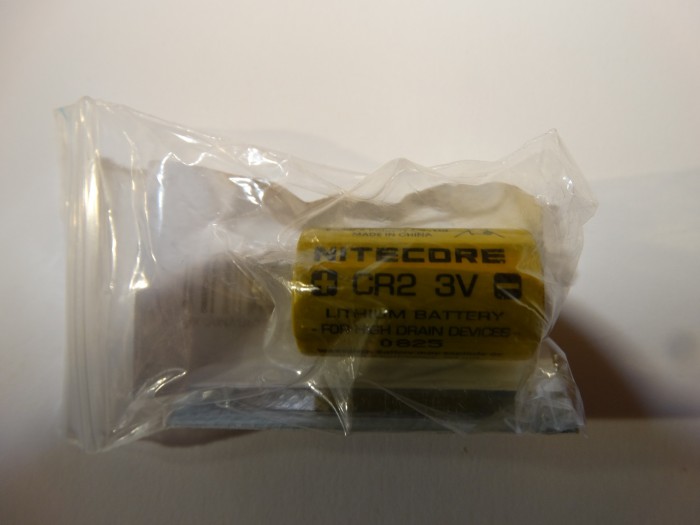 MADE IN CHINA
NITECORE
+ CR2 3V -
LITHIUM BATTERY
- FOR HIGH DRAIN DEVICES -
0825